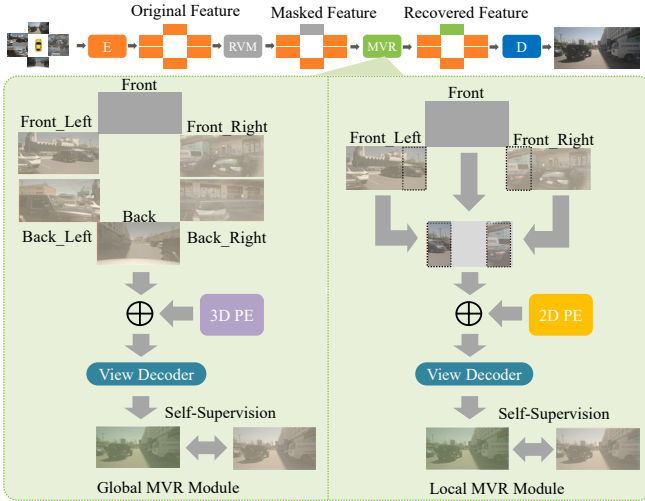 Original Feature
Masked Feature
Recovered Feature
E
RVM
MVR
D
Front
Front_Left
Front_Right
Back
Back_Left
Back_Right
3D PE
View Decoder
Self-Supervision
Global MVR Module
Front
Front_Left
Front_Right
2D PE
View Decoder
Self-Supervision
Local MVR Module